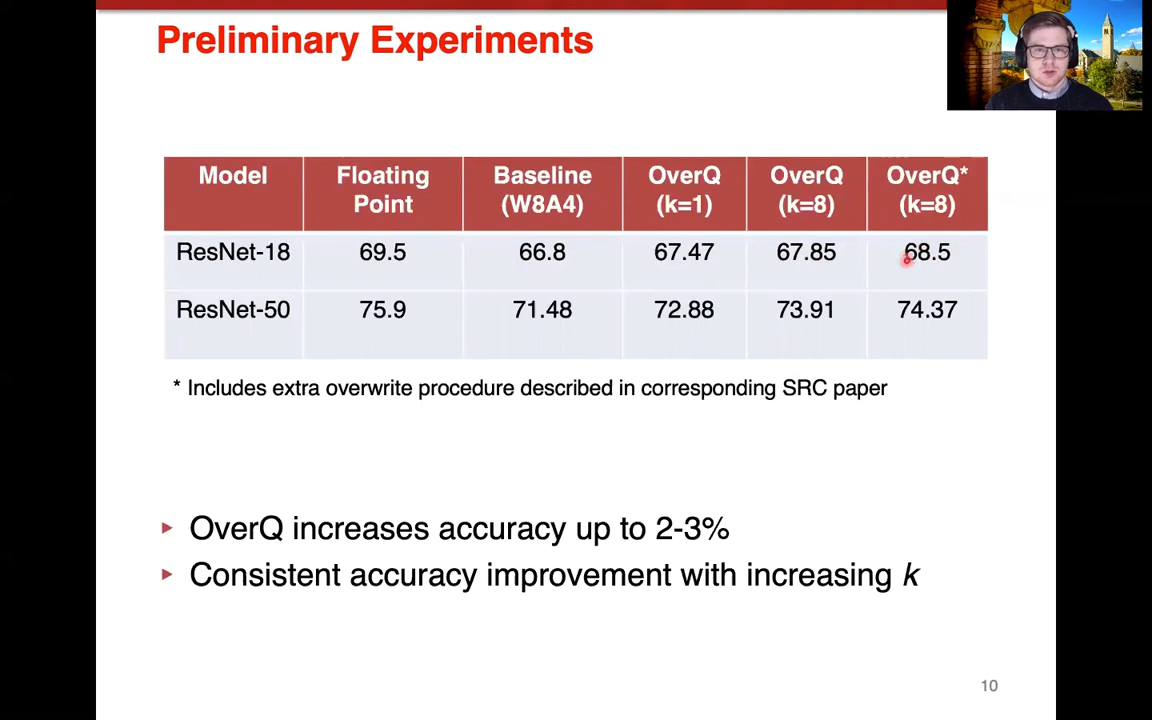 Preliminary Experiments
Model Floating Point Baseline (W8A4) OverQ (k=1) OverQ (k=8) OverQ* (k=8)
ResNet-18 69.5 66.8 67.47 67.85 68.5
ResNet-50 75.9 71.48 72.88 73.91 74.37
* Includes extra overwrite procedure described in corresponding SRC paper
▸ OverQ increases accuracy up to 2-3%
▸ Consistent accuracy improvement with increasing k
10